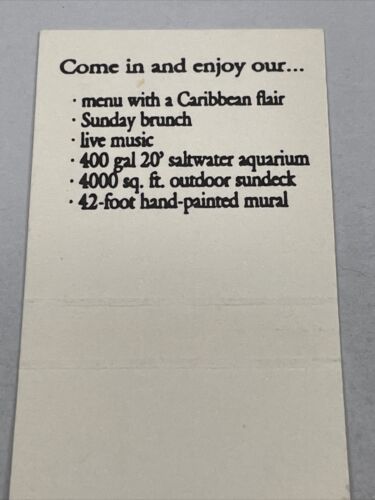 Come in and enjoy our...
· menu with a Caribbean flair
· Sunday brunch
· live music
· 400 gal 20' saltwater aquarium
· 4000 sq. ft. outdoor sundeck
· 42-foot hand-painted mural